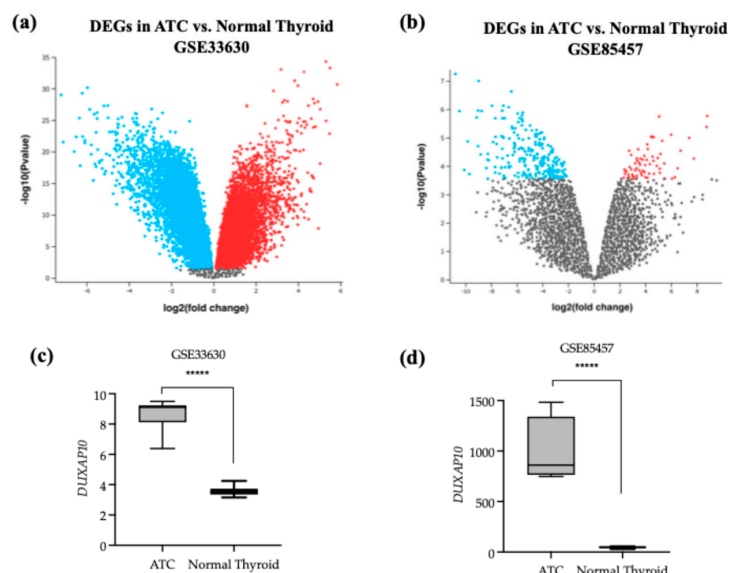 (a)
DEGs in ATC vs. Normal Thyroid
GSE33630
-log10(Pvalue)
35
30
25
20
15
10
5
0
-6
-4
-2
0
2
4
6
log2(fold change)
(b)
DEGs in ATC vs. Normal Thyroid
GSE85457
-log10(Pvalue)
7
6
5
4
3
2
1
0
-10
-8
-6
-4
-2
0
2
4
6
8
log2(fold change)
(c)
GSE33630
*****
DUXAP10
10
8
6
4
2
0
ATC
Normal Thyroid
(d)
GSE85457
*****
DUXAP10
1500
1000
500
0
ATC
Normal Thyroid